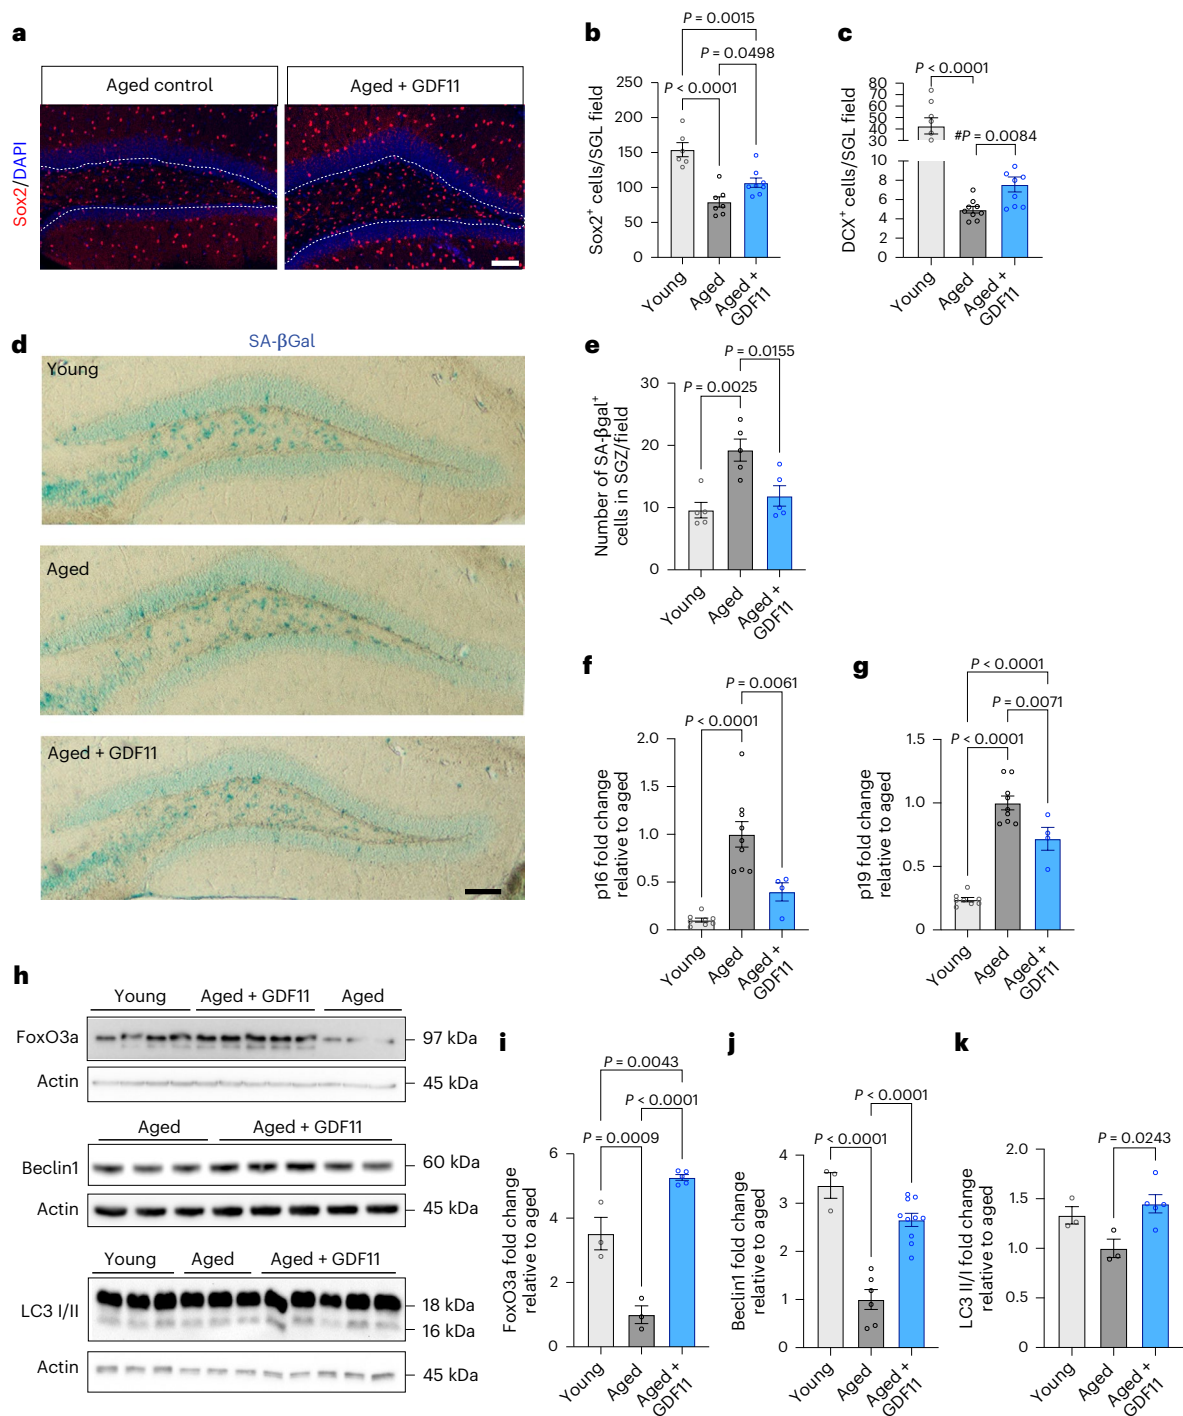 a
Aged control
Aged + GDF11
Sox2/DAPI
b
P = 0.0015
P = 0.0498
P < 0.0001
250
200
150
100
50
0
Sox2+ cells/SGL field
Young
Aged
Aged +
GDF11
c
P < 0.0001
#P = 0.0084
80
70
60
50
40
30
10
8
6
4
2
0
DCX+ cells/SGL field
Young
Aged
Aged +
GDF11
d
SA-βGal
Young
Aged
Aged + GDF11
e
P = 0.0155
P = 0.0025
30
20
10
0
Number of SA-βgal+
cells in SGZ/field
Young
Aged
Aged +
GDF11
f
P = 0.0061
P < 0.0001
2.0
1.5
1.0
0.5
0
p16 fold change
relative to aged
Young
Aged
Aged +
GDF11
g
P < 0.0001
P = 0.0071
P < 0.0001
1.5
1.0
0.5
0
p19 fold change
relative to aged
Young
Aged
Aged +
GDF11
h
Young
Aged + GDF11
Aged
FoxO3a
97 kDa
Actin
45 kDa
Aged
Aged + GDF11
Beclin1
60 kDa
Actin
45 kDa
Young
Aged
Aged + GDF11
LC3 I/II
18 kDa
16 kDa
Actin
45 kDa
i
P = 0.0043
P < 0.0001
P = 0.0009
6
4
2
0
FoxO3a fold change
relative to aged
Young
Aged
Aged +
GDF11
j
P < 0.0001
P < 0.0001
4
3
2
1
0
Beclin1 fold change
relative to aged
Young
Aged
Aged +
GDF11
k
P = 0.0243
2.0
1.5
1.0
0.5
0
LC3 II/I fold change
relative to aged
Young
Aged
Aged +
GDF11